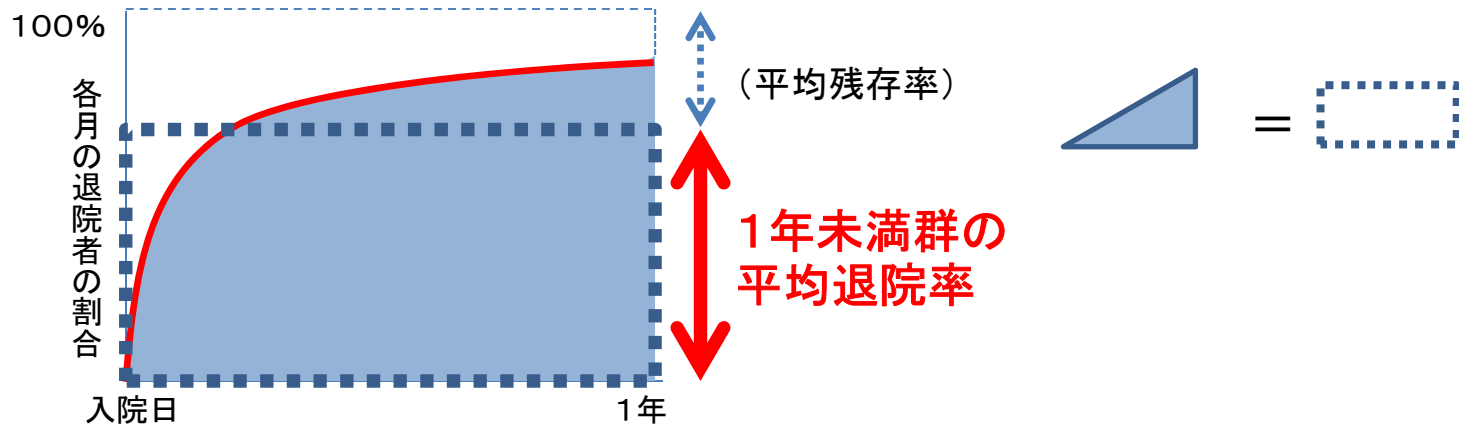 100%
各月の退院者の割合
入院日
1年
（平均残存率）
1年未満群の
平均退院率
＝